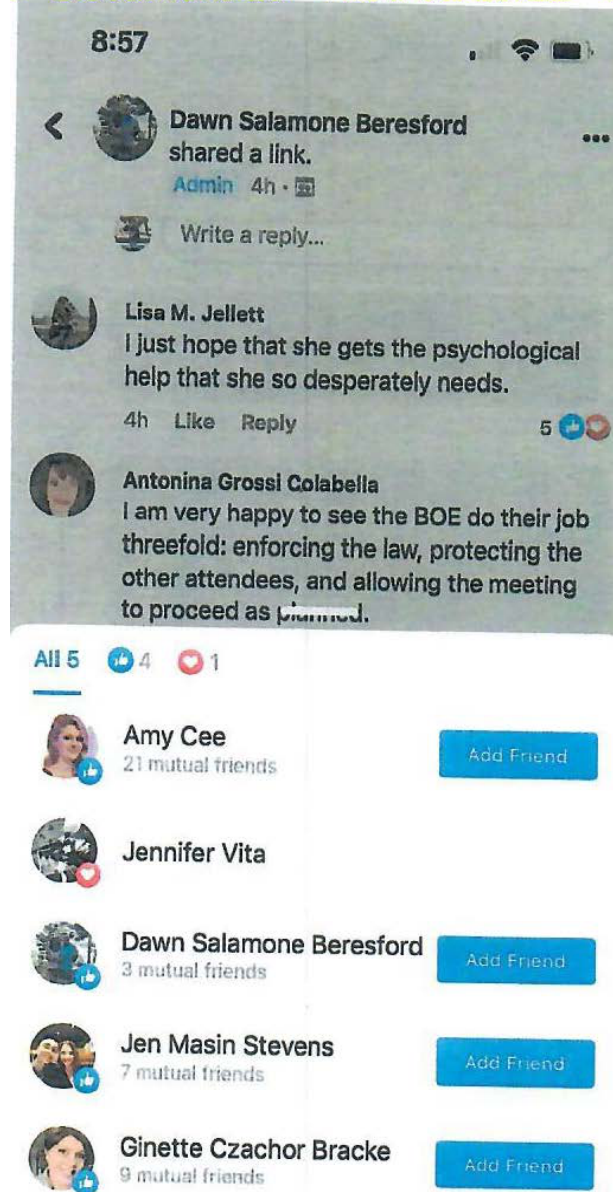 8:57
Dawn Salamone Beresford
shared a link.
Admin 4h ·
Write a reply...
Lisa M. Jellett
I just hope that she gets the psychological
help that she so desperately needs.
4h Like Reply 5
Antonina Grossi Colabella
I am very happy to see the BOE do their job
threefold: enforcing the law, protecting the
other attendees, and allowing the meeting
to proceed as planned.
All 5 4 1
Amy Cee
21 mutual friends
Add Friend
Jennifer Vita
Dawn Salamone Beresford
3 mutual friends
Add Friend
Jen Masin Stevens
7 mutual friends
Add Friend
Ginette Czachor Bracke
9 mutual friends
Add Friend